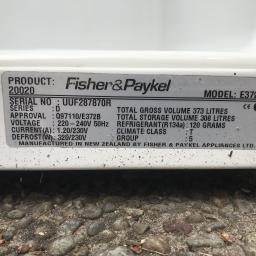 PRODUCT: Fisher&Paykel MODEL: E372
20020
SERIAL NO : UUF287870R
SERIES : D TOTAL GROSS VOLUME 373 LITRES
APPROVAL : Q97110/E372B TOTAL STORAGE VOLUME 308 LITRES
VOLTAGE : 220-240V 50Hz REFRIGERANT(R134a) : 120 GRAMS
CURRENT(A) : 1.20/230V CLIMATE CLASS : T
DEFROST(W) : 320/230V GROUP : 5
MANUFACTURED IN NEW ZEALAND BY FISHER & PAYKEL APPLIANCES LTD.